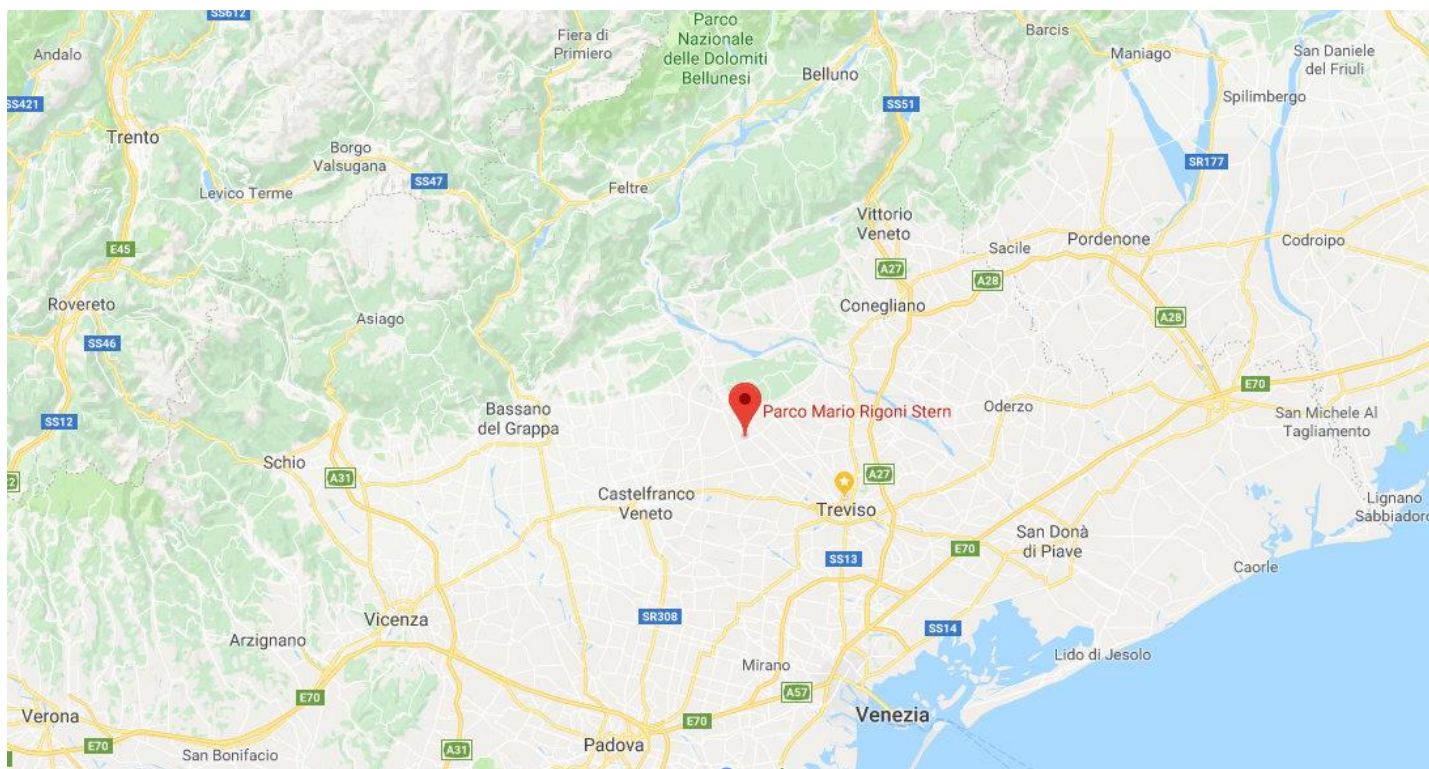 SS612
Andalo
Fiera di
Primiero
Parco
Nazionale
delle Dolomiti
Bellunesi
Barcis
Maniago
San Daniele
del Friuli
Belluno
Spilimbergo
SS421
SS51
Trento
Borgo
Valsugana
SR177
SS47
Levico Terme
Feltre
Vittorio
Veneto
Sacile
Pordenone
Codroipo
E45
A27
A28
Rovereto
Asiago
Conegliano
A28
SS46
E70
Parco Mario Rigoni Stern
Oderzo
Bassano
del Grappa
San Michele Al
Tagliamento
SS12
Schio
A31
A27
Castelfranco
Veneto
Treviso
Lignano
Sabbiadoro
San Donà
di Piave
E70
SS13
Caorle
Vicenza
SR308
SS14
Arzignano
Lido di Jesolo
Mirano
E70
A57
Verona
E70
Venezia
E70
San Bonifacio
A31
Padova